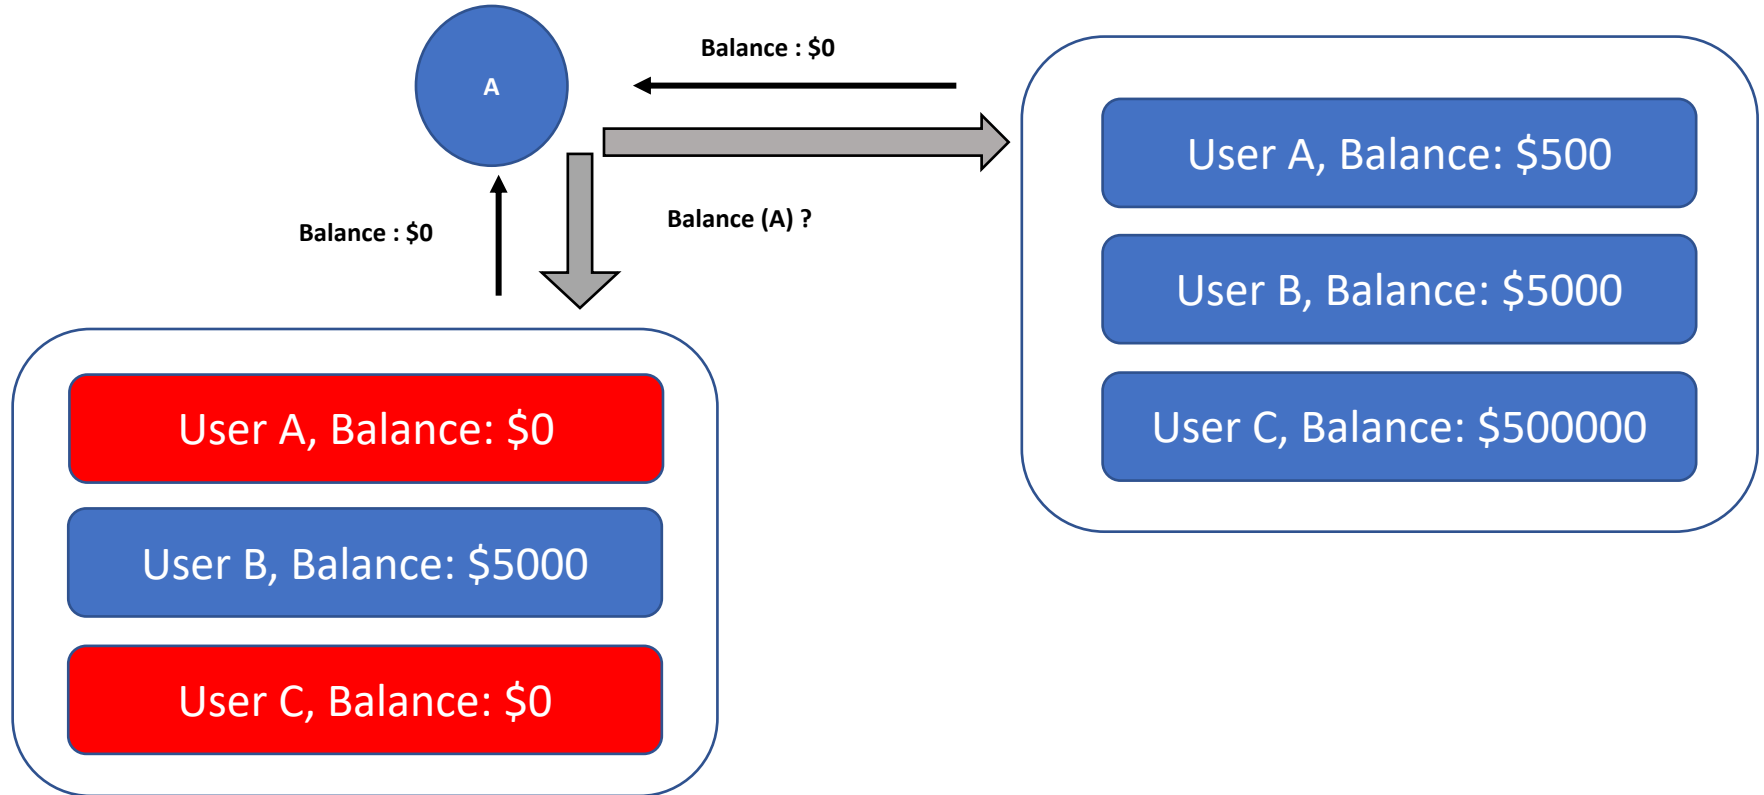 A
Balance : $0
Balance (A) ?
Balance : $0
User A, Balance: $500
User B, Balance: $5000
User C, Balance: $500000
User A, Balance: $0
User B, Balance: $5000
User C, Balance: $0